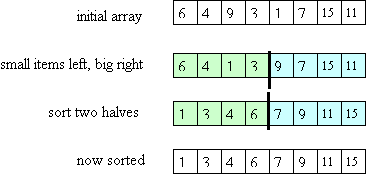 initial array 6 4 9 3 1 7 15 11
small items left, big right 6 4 1 3 9 7 15 11
sort two halves 1 3 4 6 7 9 11 15
now sorted 1 3 4 6 7 9 11 15